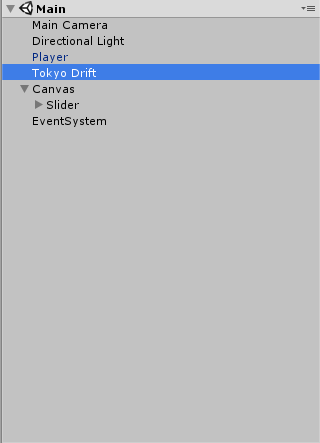 Main
Main Camera
Directional Light
Player
Tokyo Drift
Canvas
Slider
EventSystem